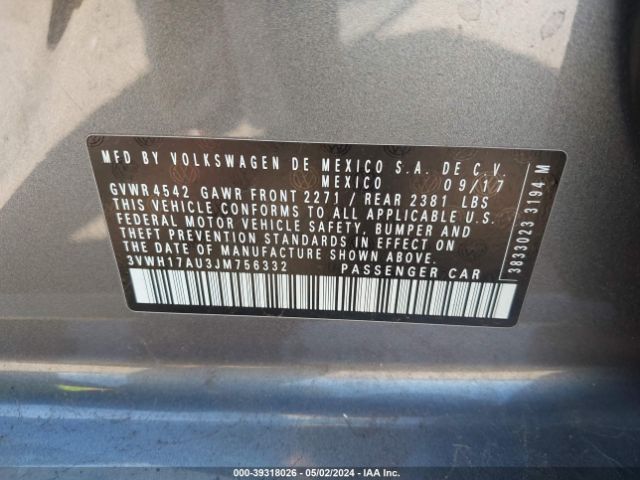 MFD BY VOLKSWAGEN DE MEXICO S.A. DE C.V.
MEXICO 09/17
GVWR 4542 GAWR FRONT 2271 / REAR 2381 LBS
THIS VEHICLE CONFORMS TO ALL APPLICABLE U.S.
FEDERAL MOTOR VEHICLE SAFETY, BUMPER AND
THEFT PREVENTION STANDARDS IN EFFECT ON
THE DATE OF MANUFACTURE SHOWN ABOVE.
3VWH17AU3JM756332 PASSENGER CAR
3833023 3194 M
000-39318026 - 05/02/2024 - IAA Inc.